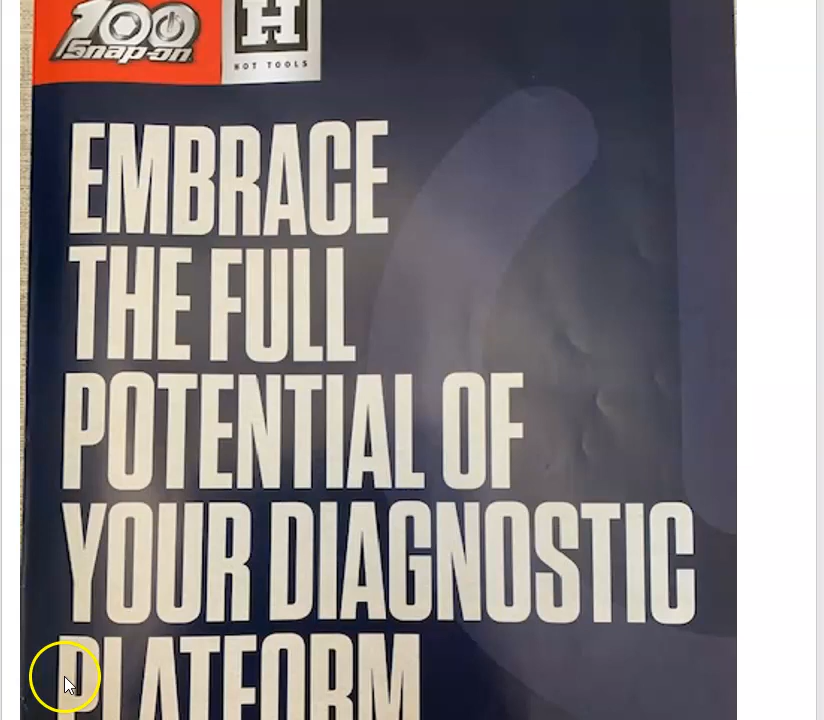 100
Snap-on
H
HOT TOOLS
EMBRACE
THE FULL
POTENTIAL OF
YOUR DIAGNOSTIC
PLATFORM